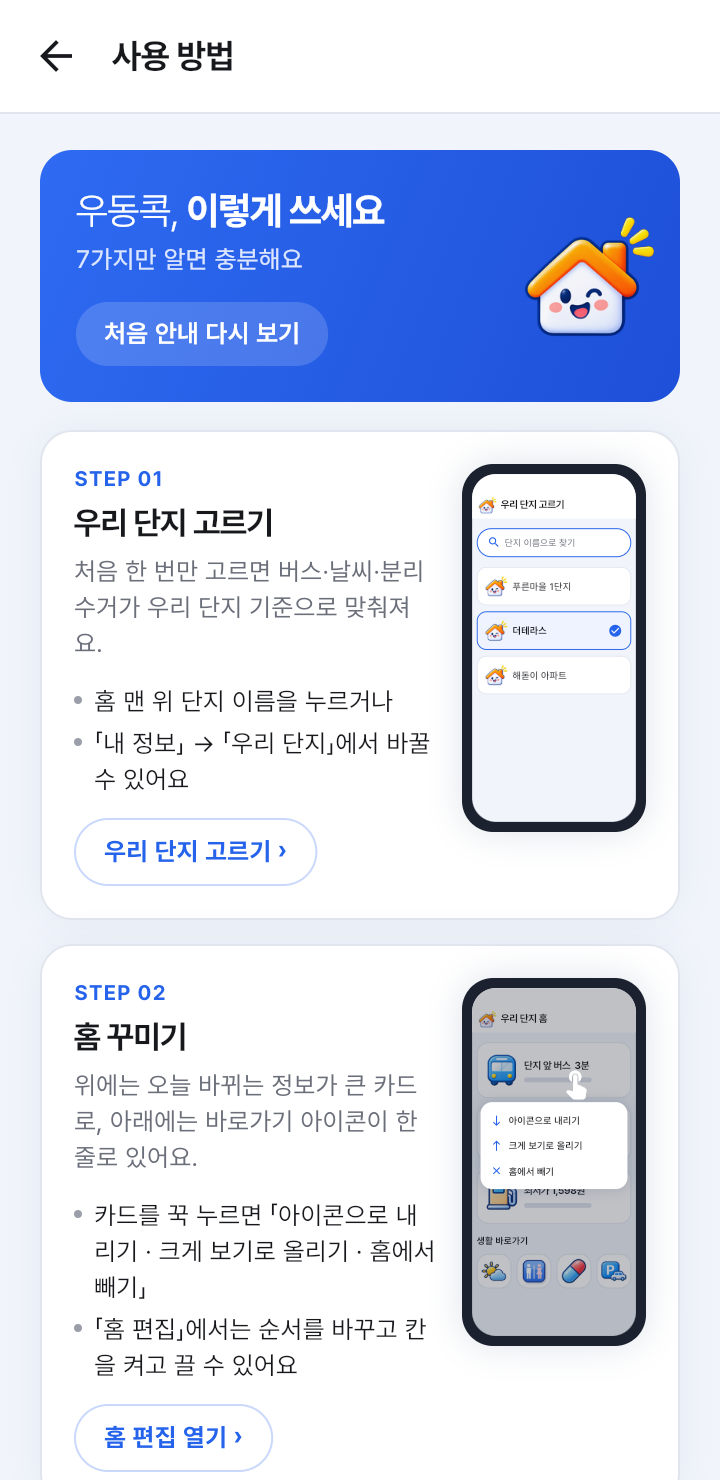 사용 방법
우동콕, 이렇게 쓰세요
7가지만 알면 충분해요
처음 안내 다시 보기
STEP 01
우리 단지 고르기
처음 한 번만 고르면 버스·날씨·분리
수거가 우리 단지 기준으로 맞춰져
요.
홈 맨 위 단지 이름을 누르거나
「내 정보」 → 「우리 단지」에서 바꿀
수 있어요
우리 단지 고르기 ›
우리 단지 고르기
단지 이름으로 찾기
푸른마을 1단지
더테라스
해돋이 아파트
STEP 02
홈 꾸미기
위에는 오늘 바뀌는 정보가 큰 카드
로, 아래에는 바로가기 아이콘이 한
줄로 있어요.
카드를 꾹 누르면 「아이콘으로 내
리기 · 크게 보기로 올리기 · 홈에서
빼기」
「홈 편집」에서는 순서를 바꾸고 칸
을 켜고 끌 수 있어요
홈 편집 열기 ›
우리 단지 홈
단지 앞 버스 3분
↓ 아이콘으로 내리기
↑ 크게 보기로 올리기
× 홈에서 빼기
최저가 1,598원
생활 바로가기
P